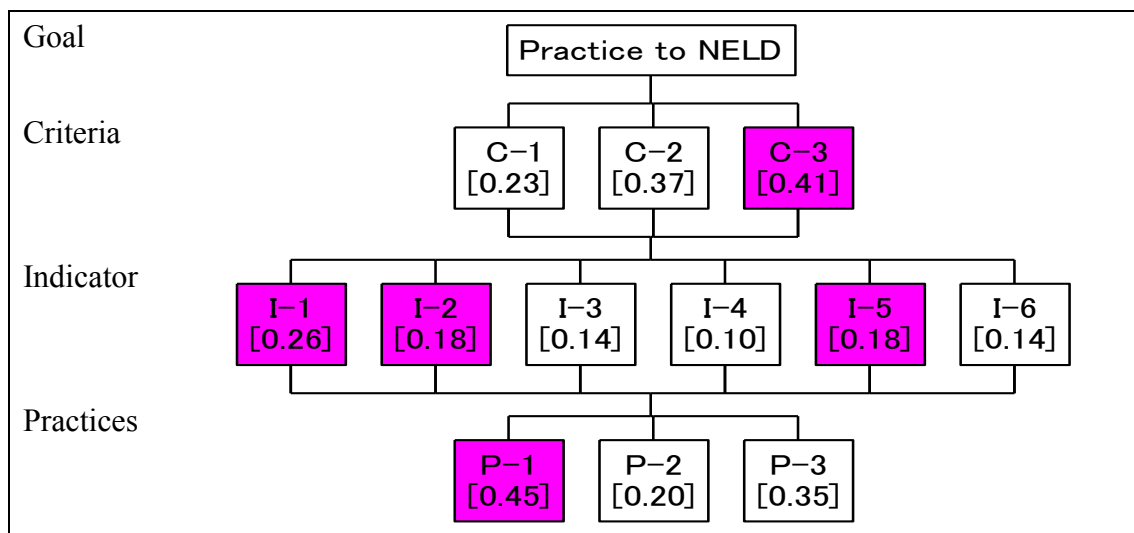 Goal
Practice to NELD
Criteria
C-1 C-2 C-3
[0.23] [0.37] [0.41]
Indicator
I-1 I-2 I-3 I-4 I-5 I-6
[0.26] [0.18] [0.14] [0.10] [0.18] [0.14]
Practices
P-1 P-2 P-3
[0.45] [0.20] [0.35]